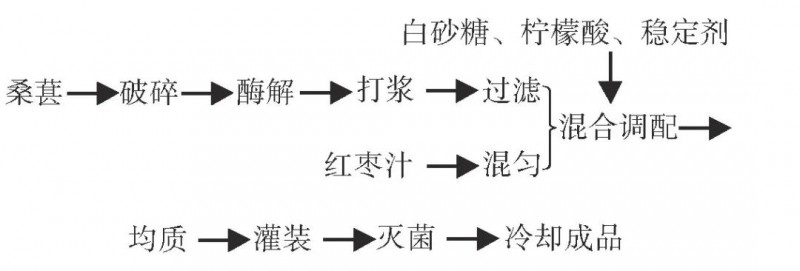 白砂糖、柠檬酸、稳定剂
桑葚→破碎→酶解→打浆→过滤
混合调配→
红枣汁→混匀
均质→灌装→灭菌→冷却成品